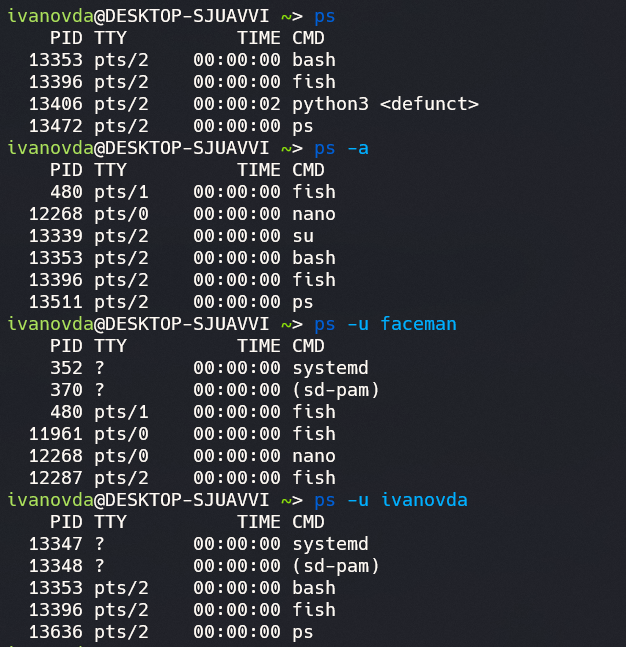 ivanovda@DESKTOP-SJUAVVI ~> ps
    PID TTY          TIME CMD
  13353 pts/2    00:00:00 bash
  13396 pts/2    00:00:00 fish
  13406 pts/2    00:00:02 python3 <defunct>
  13472 pts/2    00:00:00 ps
ivanovda@DESKTOP-SJUAVVI ~> ps -a
    PID TTY          TIME CMD
    480 pts/1    00:00:00 fish
  12268 pts/0    00:00:00 nano
  13339 pts/2    00:00:00 su
  13353 pts/2    00:00:00 bash
  13396 pts/2    00:00:00 fish
  13511 pts/2    00:00:00 ps
ivanovda@DESKTOP-SJUAVVI ~> ps -u faceman
    PID TTY          TIME CMD
    352 ?        00:00:00 systemd
    370 ?        00:00:00 (sd-pam)
    480 pts/1    00:00:00 fish
  11961 pts/0    00:00:00 fish
  12268 pts/0    00:00:00 nano
  12287 pts/2    00:00:00 fish
ivanovda@DESKTOP-SJUAVVI ~> ps -u ivanovda
    PID TTY          TIME CMD
  13347 ?        00:00:00 systemd
  13348 ?        00:00:00 (sd-pam)
  13353 pts/2    00:00:00 bash
  13396 pts/2    00:00:00 fish
  13636 pts/2    00:00:00 ps